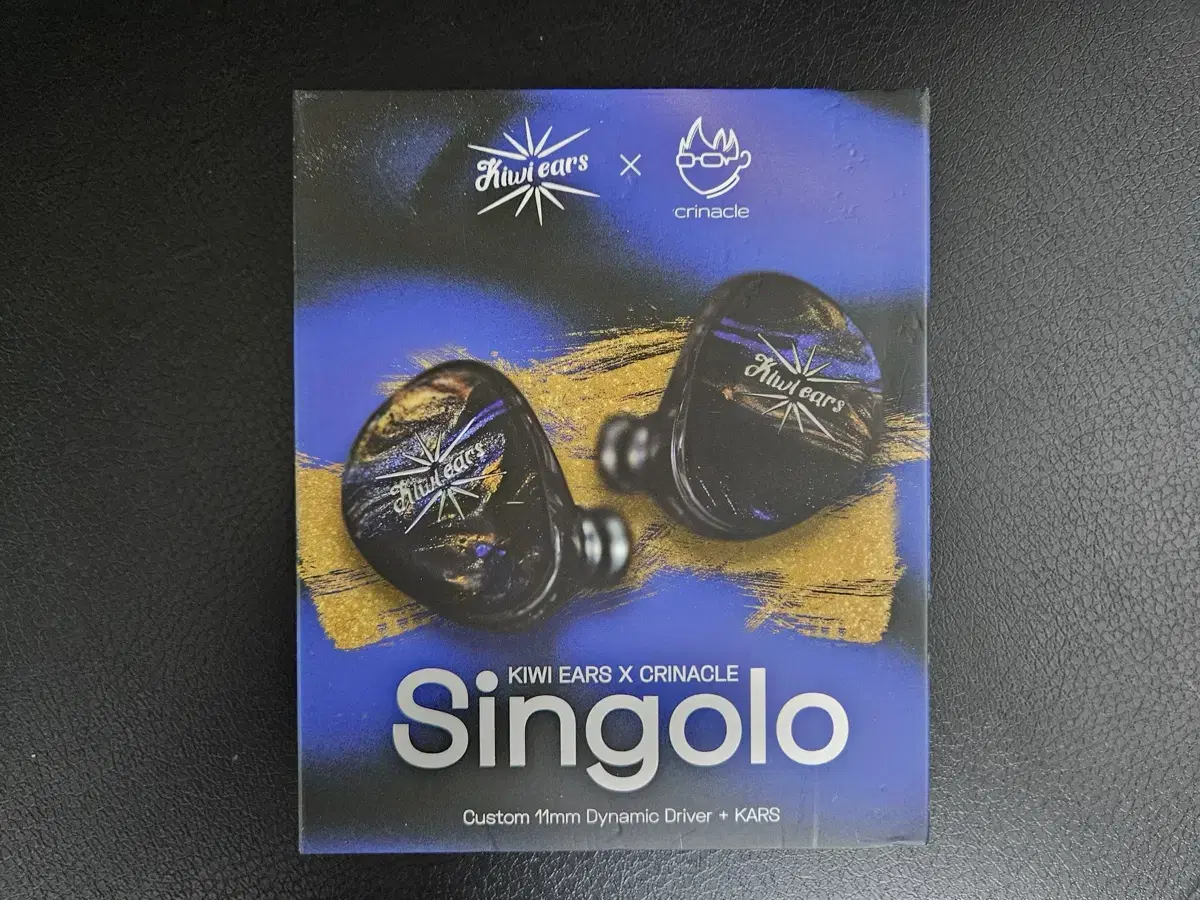 Kiwi ears × crinacle
Kiwi ears
Kiwi ears
KIWI EARS X CRINACLE
Singolo
Custom 11mm Dynamic Driver + KARS